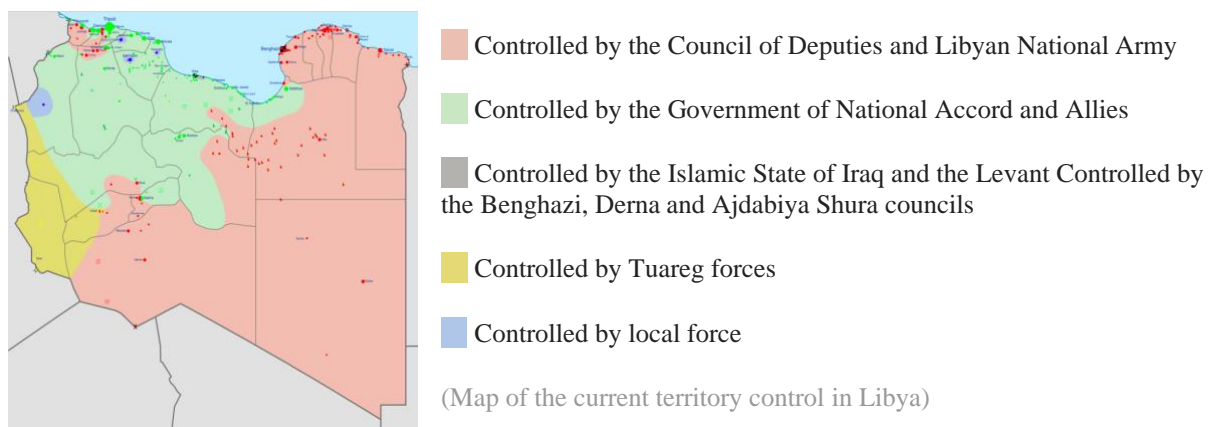 Tripoli
Benghazi
Controlled by the Council of Deputies and Libyan National Army
Controlled by the Government of National Accord and Allies
Controlled by the Islamic State of Iraq and the Levant Controlled by
the Benghazi, Derna and Ajdabiya Shura councils
Controlled by Tuareg forces
Controlled by local force
(Map of the current territory control in Libya)